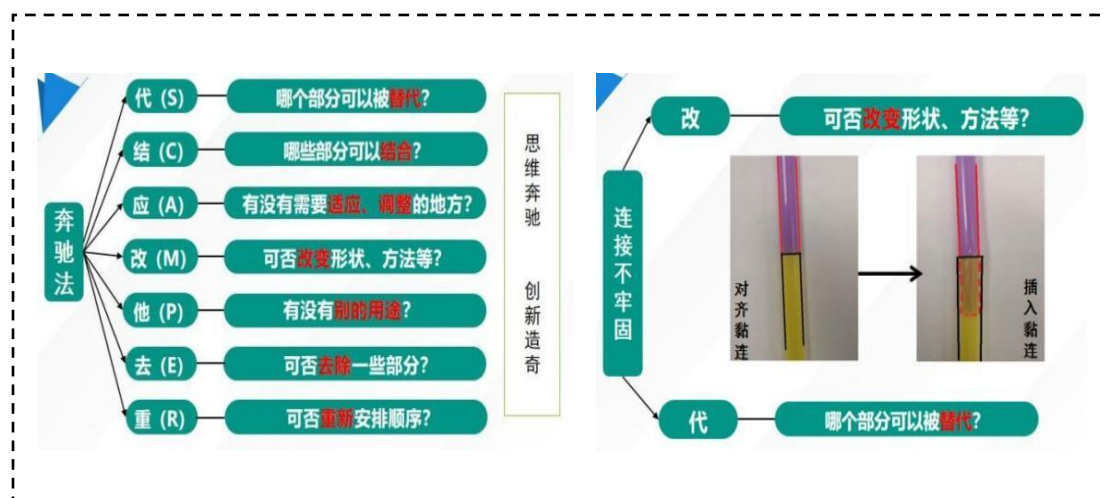 奔驰法
代 (S)
哪个部分可以被替代?
结 (C)
哪些部分可以结合?
应 (A)
有没有需要适应、调整的地方?
改 (M)
可否改变形状、方法等?
他 (P)
有没有别的用途?
去 (E)
可否去除一些部分?
重 (R)
可否重新安排顺序?
思维奔驰
创新造奇
连接不牢固
改
可否改变形状、方法等?
对齐黏连
插入黏连
代
哪个部分可以被替代?